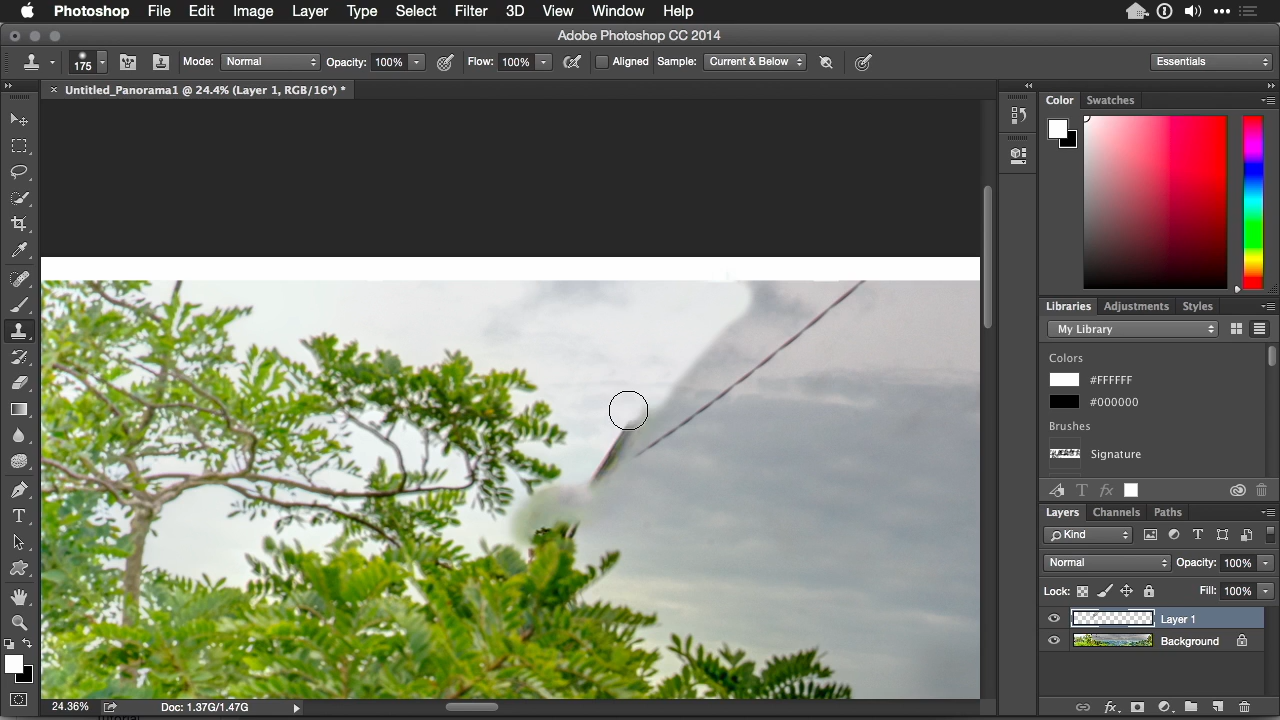 Photoshop File Edit Image Layer Type Select Filter 3D View Window Help
Adobe Photoshop CC 2014
175 Mode: Normal Opacity: 100% Flow: 100% Aligned Sample: Current & Below Essentials
× Untitled_Panorama1 @ 24.4% (Layer 1, RGB/16*) *
Color Swatches
Libraries Adjustments Styles
My Library
Colors
#FFFFFF
#000000
Brushes
Signature
T fx
Layers Channels Paths
Kind T
Normal Opacity: 100%
Lock: Fill: 100%
Layer 1
Background
fx.
24.36% Doc: 1.37G/1.47G